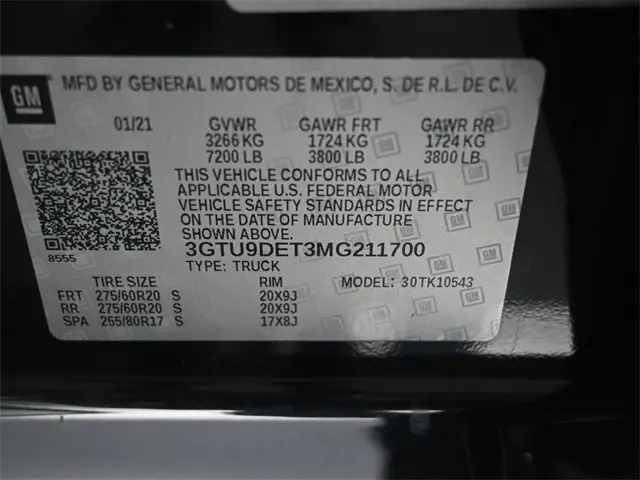 GM
MFD BY GENERAL MOTORS DE MEXICO, S. DE R.L. DE C.V.
01/21 GVWR GAWR FRT GAWR RR
3266 KG 1724 KG 1724 KG
7200 LB 3800 LB 3800 LB
THIS VEHICLE CONFORMS TO ALL
APPLICABLE U.S. FEDERAL MOTOR
VEHICLE SAFETY STANDARDS IN EFFECT
ON THE DATE OF MANUFACTURE
SHOWN ABOVE.
8555
3GTU9DET3MG211700
TYPE: TRUCK
TIRE SIZE RIM MODEL: 30TK10543
FRT 275/60R20 S 20X9J
RR 275/60R20 S 20X9J
SPA 255/80R17 S 17X8J